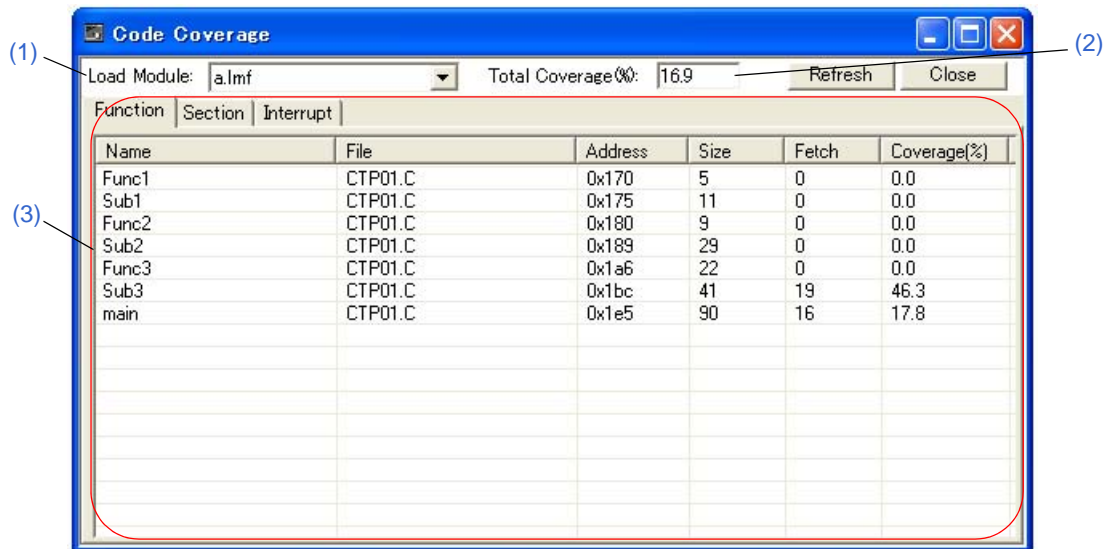 Code Coverage
(1)
(2)
Load Module: a.lmf Total Coverage(%): 16.9 Refresh Close
Function Section Interrupt
Name File Address Size Fetch Coverage(%)
Func1 CTP01.C 0x170 5 0 0.0
Sub1 CTP01.C 0x175 11 0 0.0
(3)
Func2 CTP01.C 0x180 9 0 0.0
Sub2 CTP01.C 0x189 29 0 0.0
Func3 CTP01.C 0x1a6 22 0 0.0
Sub3 CTP01.C 0x1bc 41 19 46.3
main CTP01.C 0x1e5 90 16 17.8